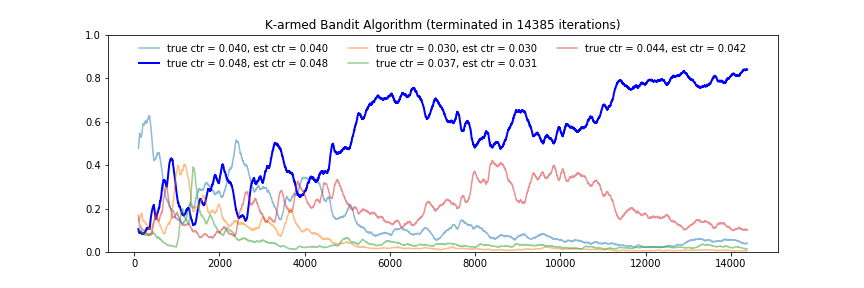 K-armed Bandit Algorithm (terminated in 14385 iterations)
1.0
true ctr = 0.040, est ctr = 0.040 true ctr = 0.030, est ctr = 0.030 true ctr = 0.044, est ctr = 0.042
true ctr = 0.048, est ctr = 0.048 true ctr = 0.037, est ctr = 0.031
0.8
0.6
0.4
0.2
0.0
0 2000 4000 6000 8000 10000 12000 14000